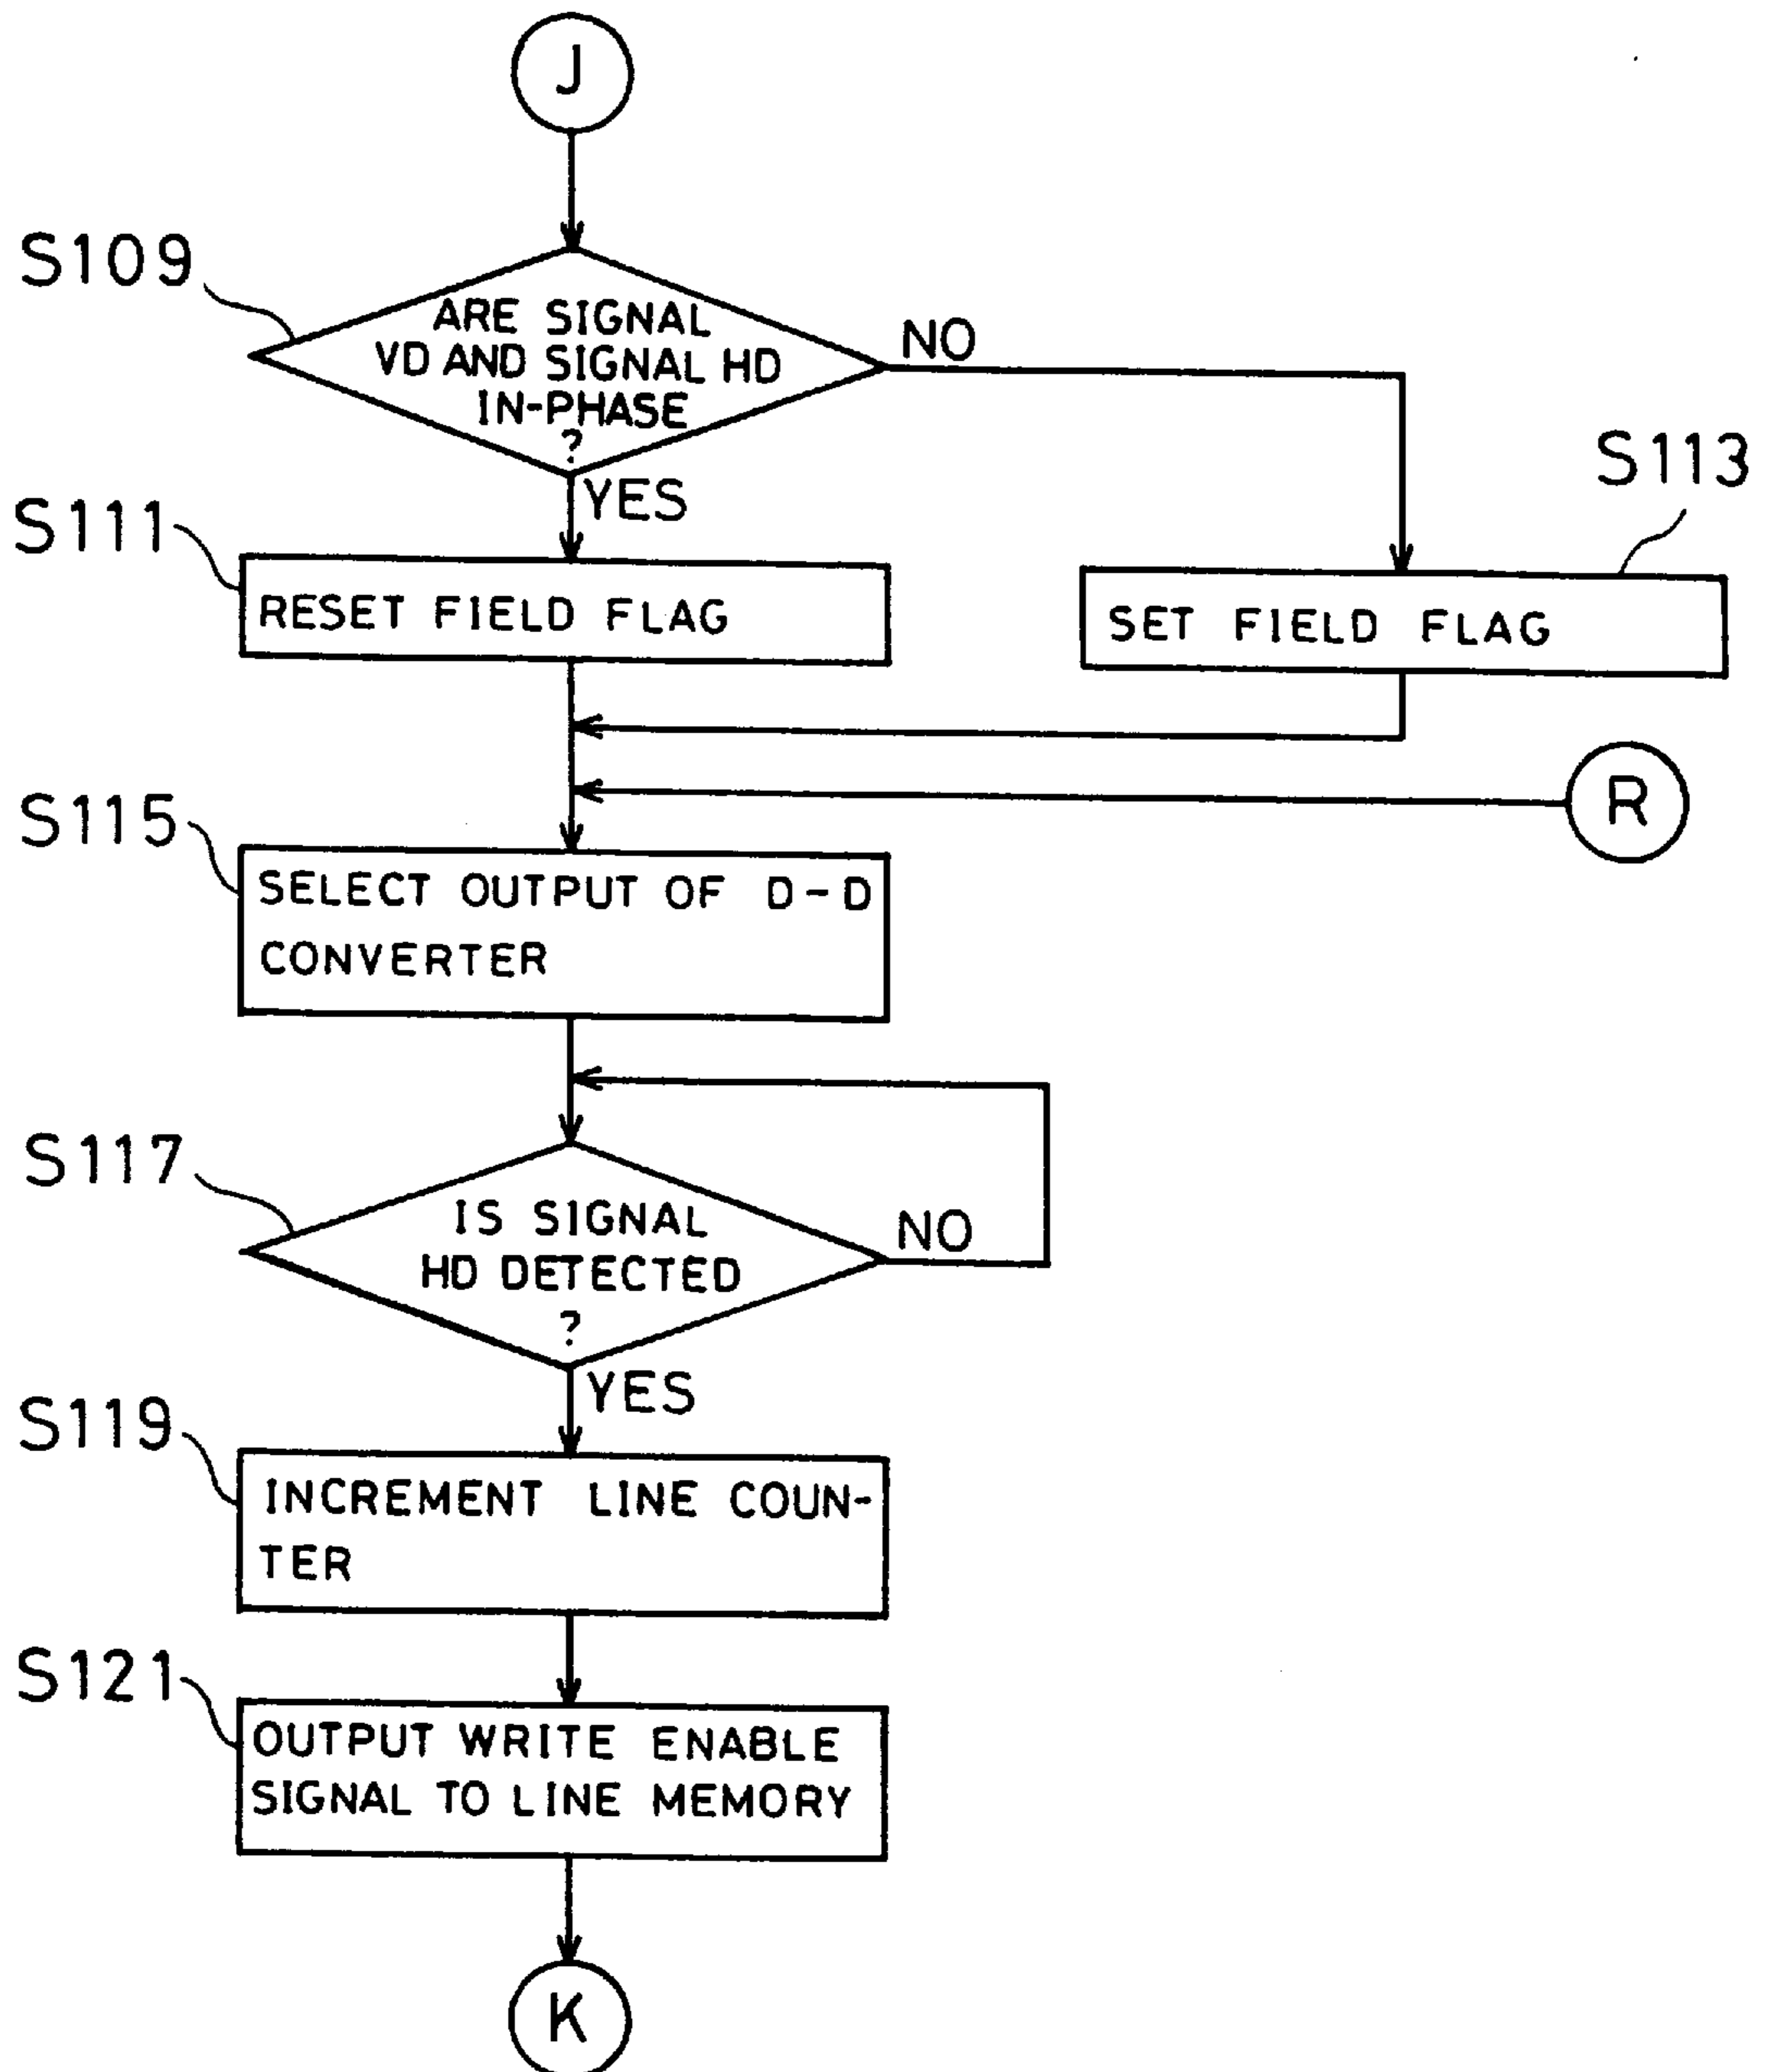 J
S109
ARE SIGNAL
VD AND SIGNAL HD
IN-PHASE
?
NO
YES
S111
RESET FIELD FLAG
S113
SET FIELD FLAG
R
S115
SELECT OUTPUT OF D-D
CONVERTER
S117
IS SIGNAL
HD DETECTED
?
NO
YES
S119
INCREMENT LINE COUN-
TER
S121
OUTPUT WRITE ENABLE
SIGNAL TO LINE MEMORY
K